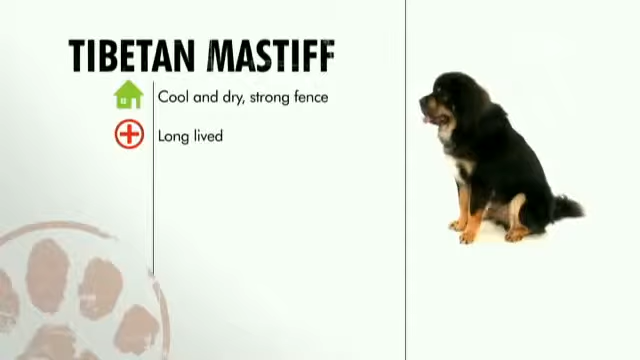 TIBETAN MASTIFF
Cool and dry, strong fence
Long lived